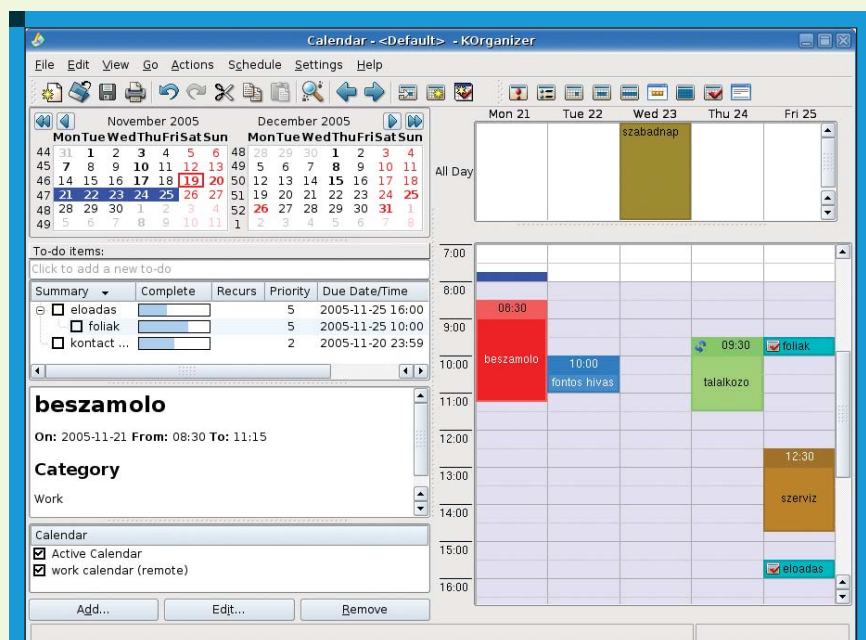 Calendar - <Default> - KOrganizer
File Edit View Go Actions Schedule Settings Help
November 2005
Mon Tue Wed Thu Fri Sat Sun
44 31 1 2 3 4 5 6
45 7 8 9 10 11 12 13
46 14 15 16 17 18 19 20
47 21 22 23 24 25 26 27
48 28 29 30 1 2 3 4
49 5 6 7 8 9 10 11
December 2005
Mon Tue Wed Thu Fri Sat Sun
48 28 29 30 1 2 3 4
49 5 6 7 8 9 10 11
50 12 13 14 15 16 17 18
51 19 20 21 22 23 24 25
52 26 27 28 29 30 31 1
1 2 3 4 5 6 7 8
To-do items:
Click to add a new to-do
Summary Complete Recurs Priority Due Date/Time
eloadas 5 2005-11-25 16:00
foliak 5 2005-11-25 10:00
kontact ... 2 2005-11-20 23:59
beszamolo
On: 2005-11-21 From: 08:30 To: 11:15
Category
Work
Calendar
Active Calendar
work calendar (remote)
Add... Edit... Remove
Mon 21 Tue 22 Wed 23 Thu 24 Fri 25
All Day
szabadnap
7:00
8:00
9:00
10:00
11:00
12:00
13:00
14:00
15:00
16:00
08:30
beszamolo
10:00
fontos hivas
09:30
talalkozo
foliak
12:30
szerviz
eloadas